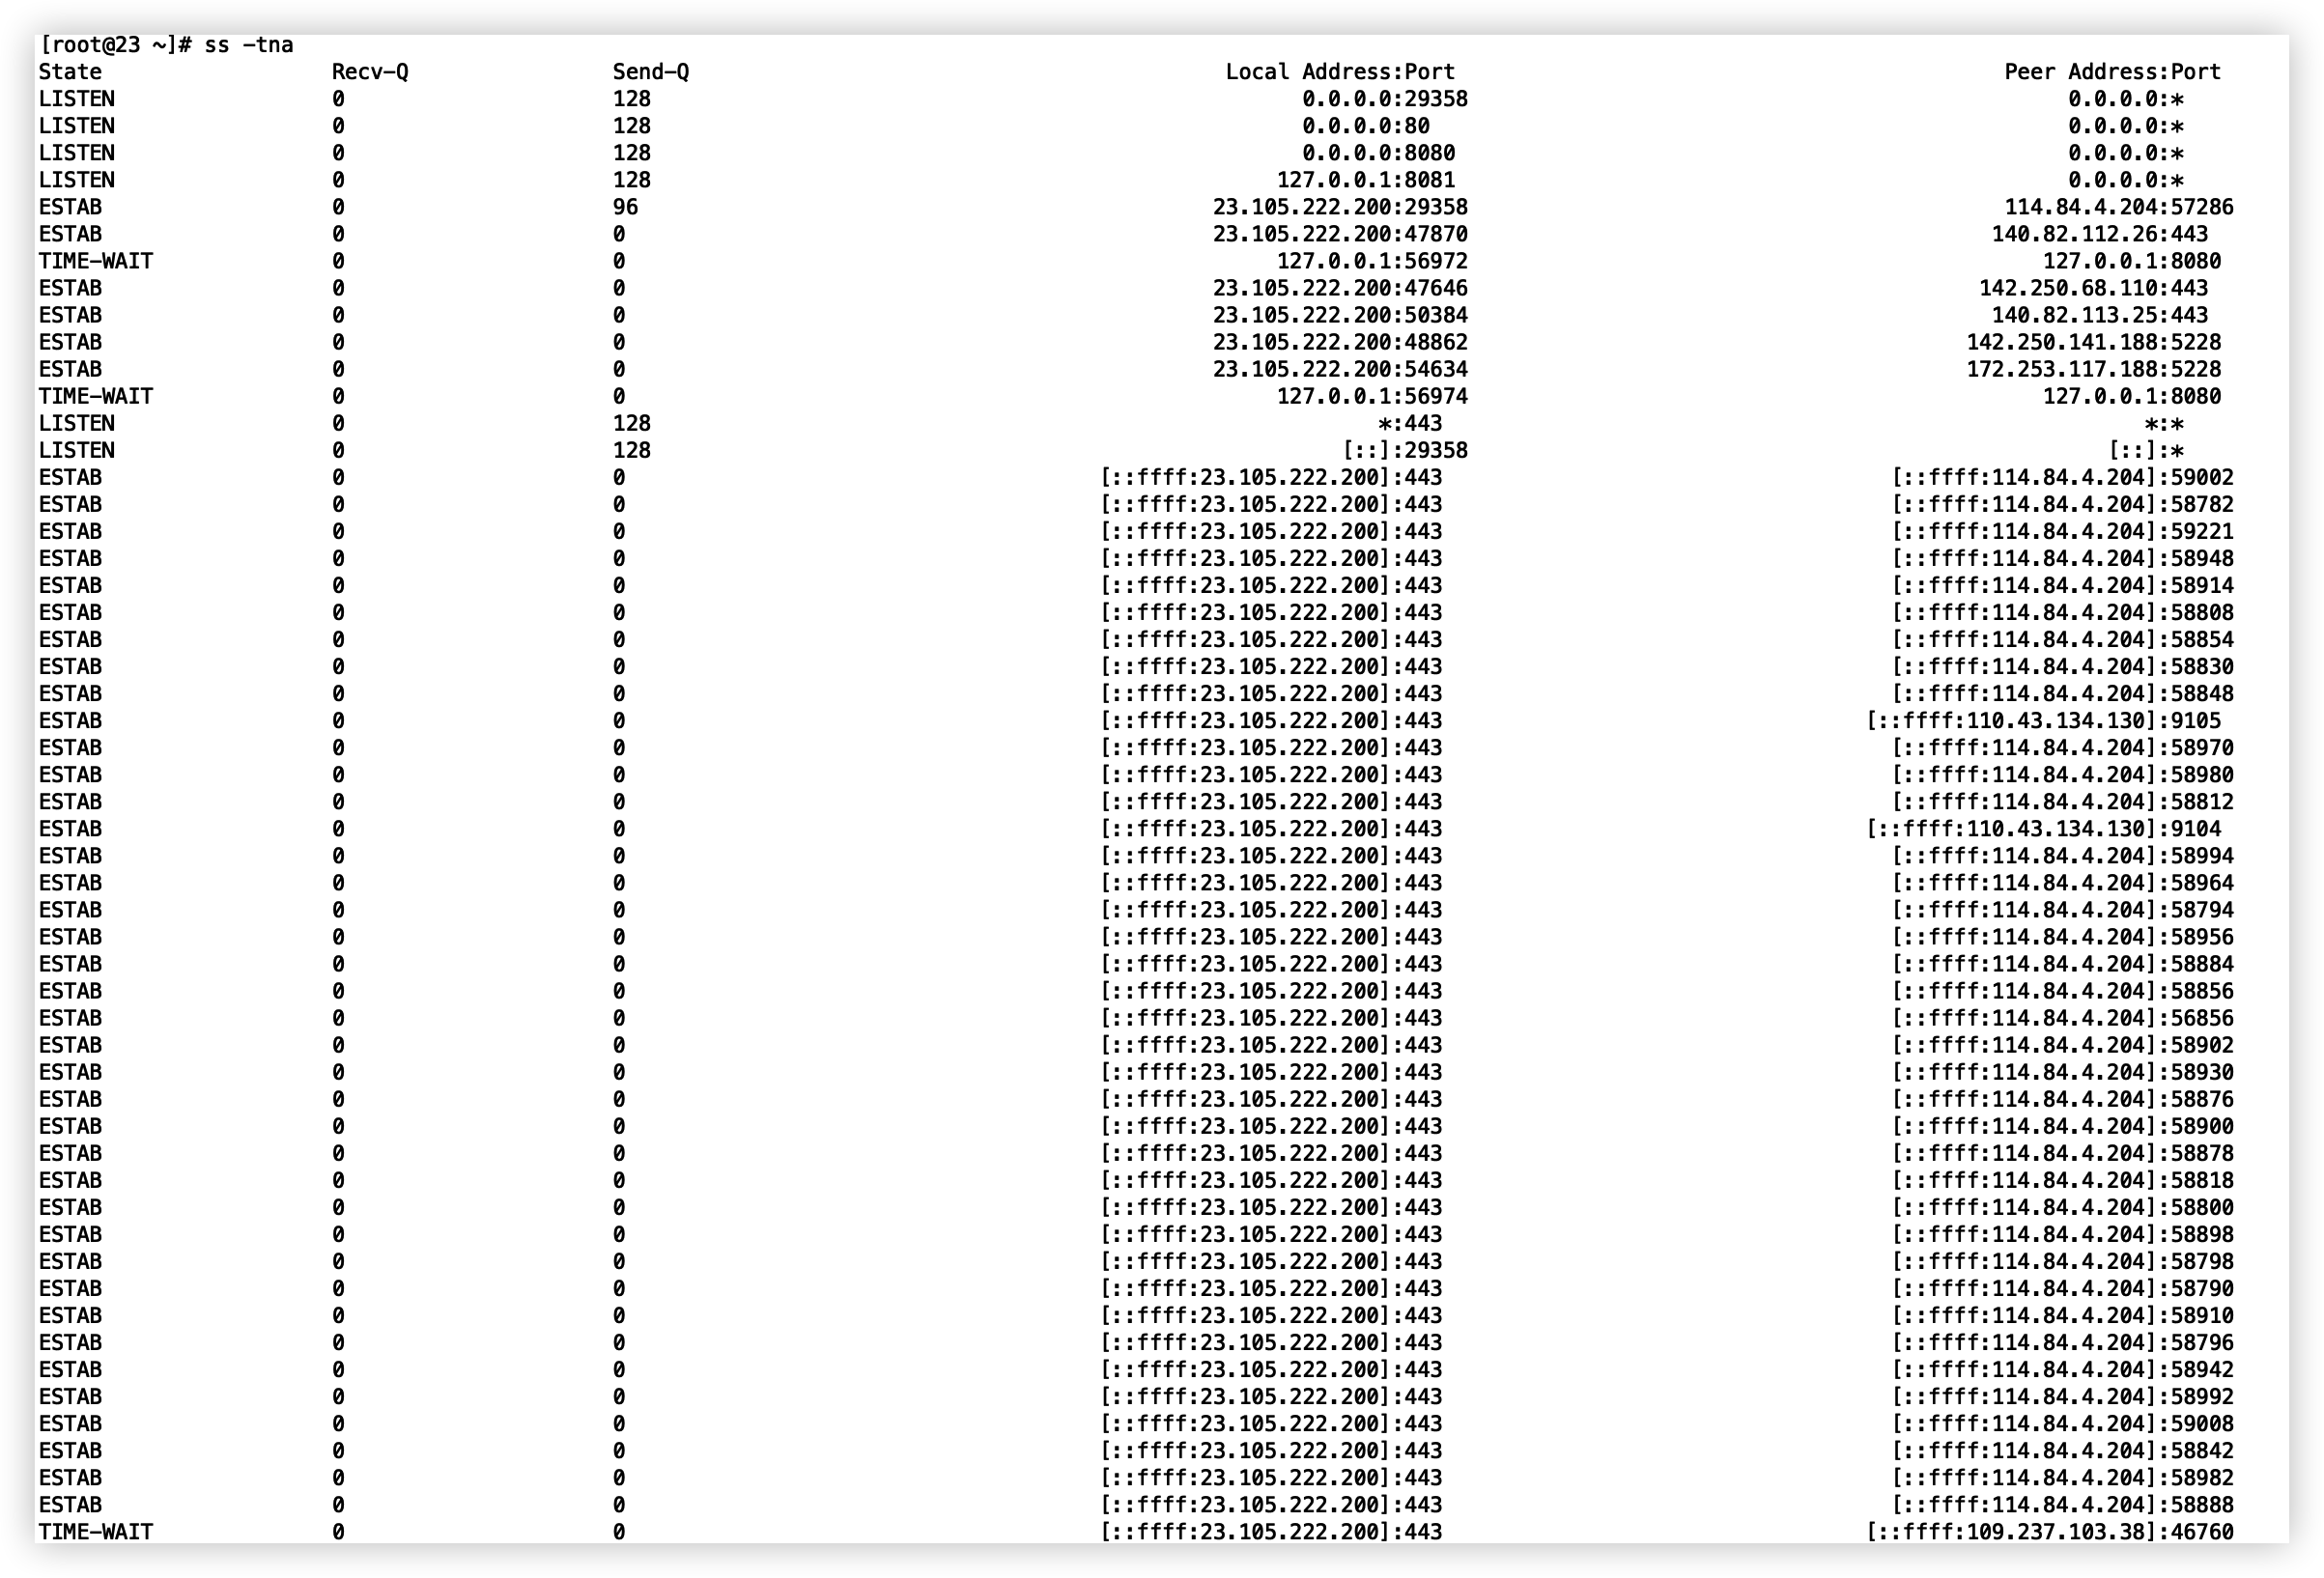 [root@23 ~]# ss -tna
State Recv-Q Send-Q Local Address:Port Peer Address:Port
LISTEN 0 128 0.0.0.0:29358 0.0.0.0:*
LISTEN 0 128 0.0.0.0:80 0.0.0.0:*
LISTEN 0 128 0.0.0.0:8080 0.0.0.0:*
LISTEN 0 128 127.0.0.1:8081 0.0.0.0:*
ESTAB 0 96 23.105.222.200:29358 114.84.4.204:57286
ESTAB 0 0 23.105.222.200:47870 140.82.112.26:443
TIME-WAIT 0 0 127.0.0.1:56972 127.0.0.1:8080
ESTAB 0 0 23.105.222.200:47646 142.250.68.110:443
ESTAB 0 0 23.105.222.200:50384 140.82.113.25:443
ESTAB 0 0 23.105.222.200:48862 142.250.141.188:5228
ESTAB 0 0 23.105.222.200:54634 172.253.117.188:5228
TIME-WAIT 0 0 127.0.0.1:56974 127.0.0.1:8080
LISTEN 0 128 *:443 *:*
LISTEN 0 128 [::]:29358 [::]:*
ESTAB 0 0 [::ffff:23.105.222.200]:443 [::ffff:114.84.4.204]:59002
ESTAB 0 0 [::ffff:23.105.222.200]:443 [::ffff:114.84.4.204]:58782
ESTAB 0 0 [::ffff:23.105.222.200]:443 [::ffff:114.84.4.204]:59221
ESTAB 0 0 [::ffff:23.105.222.200]:443 [::ffff:114.84.4.204]:58948
ESTAB 0 0 [::ffff:23.105.222.200]:443 [::ffff:114.84.4.204]:58914
ESTAB 0 0 [::ffff:23.105.222.200]:443 [::ffff:114.84.4.204]:58808
ESTAB 0 0 [::ffff:23.105.222.200]:443 [::ffff:114.84.4.204]:58854
ESTAB 0 0 [::ffff:23.105.222.200]:443 [::ffff:114.84.4.204]:58830
ESTAB 0 0 [::ffff:23.105.222.200]:443 [::ffff:114.84.4.204]:58848
ESTAB 0 0 [::ffff:23.105.222.200]:443 [::ffff:110.43.134.130]:9105
ESTAB 0 0 [::ffff:23.105.222.200]:443 [::ffff:114.84.4.204]:58970
ESTAB 0 0 [::ffff:23.105.222.200]:443 [::ffff:114.84.4.204]:58980
ESTAB 0 0 [::ffff:23.105.222.200]:443 [::ffff:114.84.4.204]:58812
ESTAB 0 0 [::ffff:23.105.222.200]:443 [::ffff:110.43.134.130]:9104
ESTAB 0 0 [::ffff:23.105.222.200]:443 [::ffff:114.84.4.204]:58994
ESTAB 0 0 [::ffff:23.105.222.200]:443 [::ffff:114.84.4.204]:58964
ESTAB 0 0 [::ffff:23.105.222.200]:443 [::ffff:114.84.4.204]:58794
ESTAB 0 0 [::ffff:23.105.222.200]:443 [::ffff:114.84.4.204]:58956
ESTAB 0 0 [::ffff:23.105.222.200]:443 [::ffff:114.84.4.204]:58884
ESTAB 0 0 [::ffff:23.105.222.200]:443 [::ffff:114.84.4.204]:58856
ESTAB 0 0 [::ffff:23.105.222.200]:443 [::ffff:114.84.4.204]:56856
ESTAB 0 0 [::ffff:23.105.222.200]:443 [::ffff:114.84.4.204]:58902
ESTAB 0 0 [::ffff:23.105.222.200]:443 [::ffff:114.84.4.204]:58930
ESTAB 0 0 [::ffff:23.105.222.200]:443 [::ffff:114.84.4.204]:58876
ESTAB 0 0 [::ffff:23.105.222.200]:443 [::ffff:114.84.4.204]:58900
ESTAB 0 0 [::ffff:23.105.222.200]:443 [::ffff:114.84.4.204]:58878
ESTAB 0 0 [::ffff:23.105.222.200]:443 [::ffff:114.84.4.204]:58818
ESTAB 0 0 [::ffff:23.105.222.200]:443 [::ffff:114.84.4.204]:58800
ESTAB 0 0 [::ffff:23.105.222.200]:443 [::ffff:114.84.4.204]:58898
ESTAB 0 0 [::ffff:23.105.222.200]:443 [::ffff:114.84.4.204]:58798
ESTAB 0 0 [::ffff:23.105.222.200]:443 [::ffff:114.84.4.204]:58790
ESTAB 0 0 [::ffff:23.105.222.200]:443 [::ffff:114.84.4.204]:58910
ESTAB 0 0 [::ffff:23.105.222.200]:443 [::ffff:114.84.4.204]:58796
ESTAB 0 0 [::ffff:23.105.222.200]:443 [::ffff:114.84.4.204]:58942
ESTAB 0 0 [::ffff:23.105.222.200]:443 [::ffff:114.84.4.204]:58992
ESTAB 0 0 [::ffff:23.105.222.200]:443 [::ffff:114.84.4.204]:59008
ESTAB 0 0 [::ffff:23.105.222.200]:443 [::ffff:114.84.4.204]:58842
ESTAB 0 0 [::ffff:23.105.222.200]:443 [::ffff:114.84.4.204]:58982
ESTAB 0 0 [::ffff:23.105.222.200]:443 [::ffff:114.84.4.204]:58888
TIME-WAIT 0 0 [::ffff:23.105.222.200]:443 [::ffff:109.237.103.38]:46760